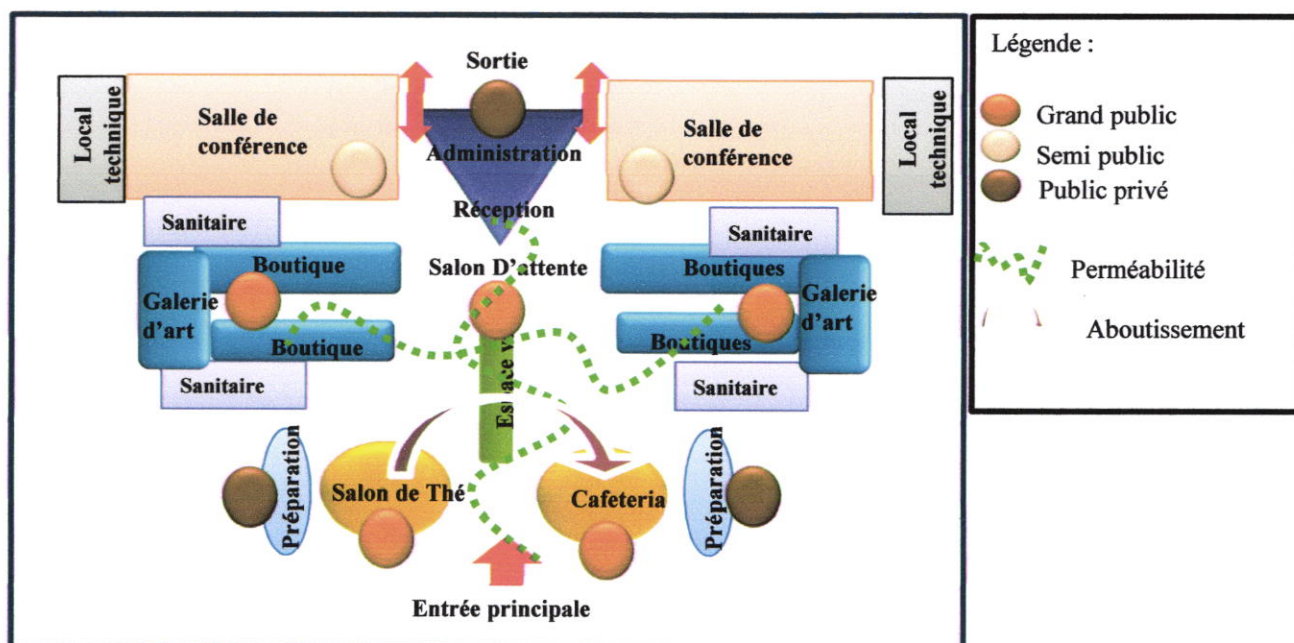 Sortie
Local
technique
Salle de
conférence
Administration
Salle de
conférence
Local
technique
Réception
Sanitaire
Sanitaire
Boutique
Salon D'attente
Boutiques
Galerie
d'art
Galerie
d'art
Boutique
Boutiques
Sanitaire
Sanitaire
Préparation
Salon de Thé
Cafeteria
Préparation
Entrée principale
Légende :
Grand public
Semi public
Public privé
Perméabilité
Aboutissement